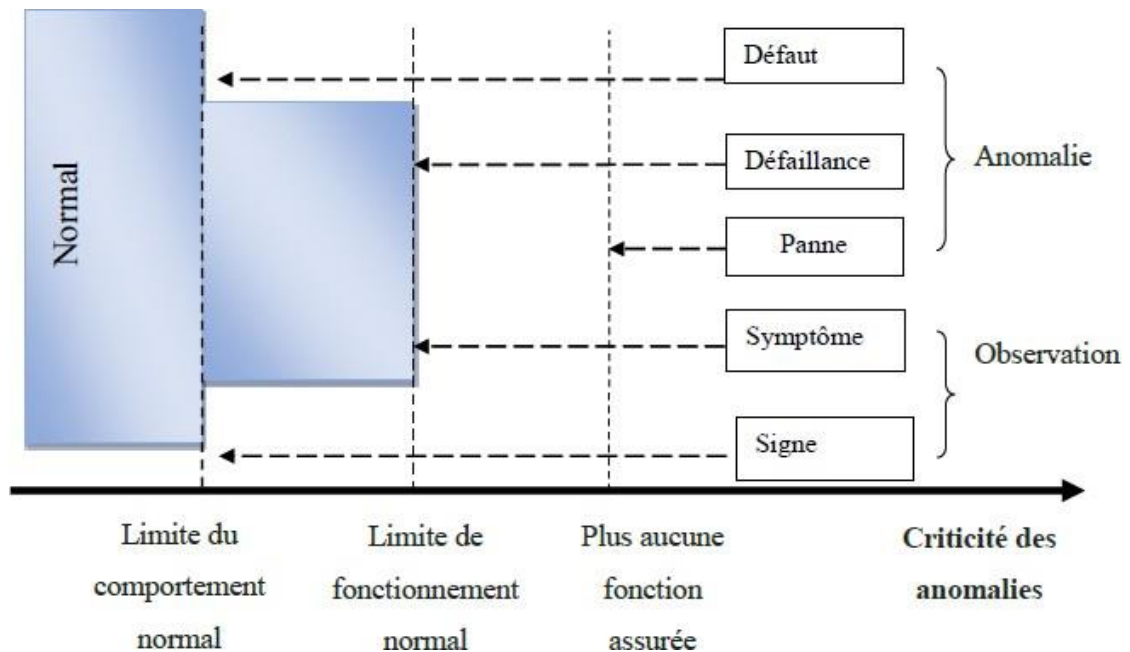 Normal
Défaut
Défaillance
Anomalie
Panne
Symptôme
Observation
Signe
Limite du
comportement
normal
Limite de
fonctionnement
normal
Plus aucune
fonction
assurée
Criticité des
anomalies